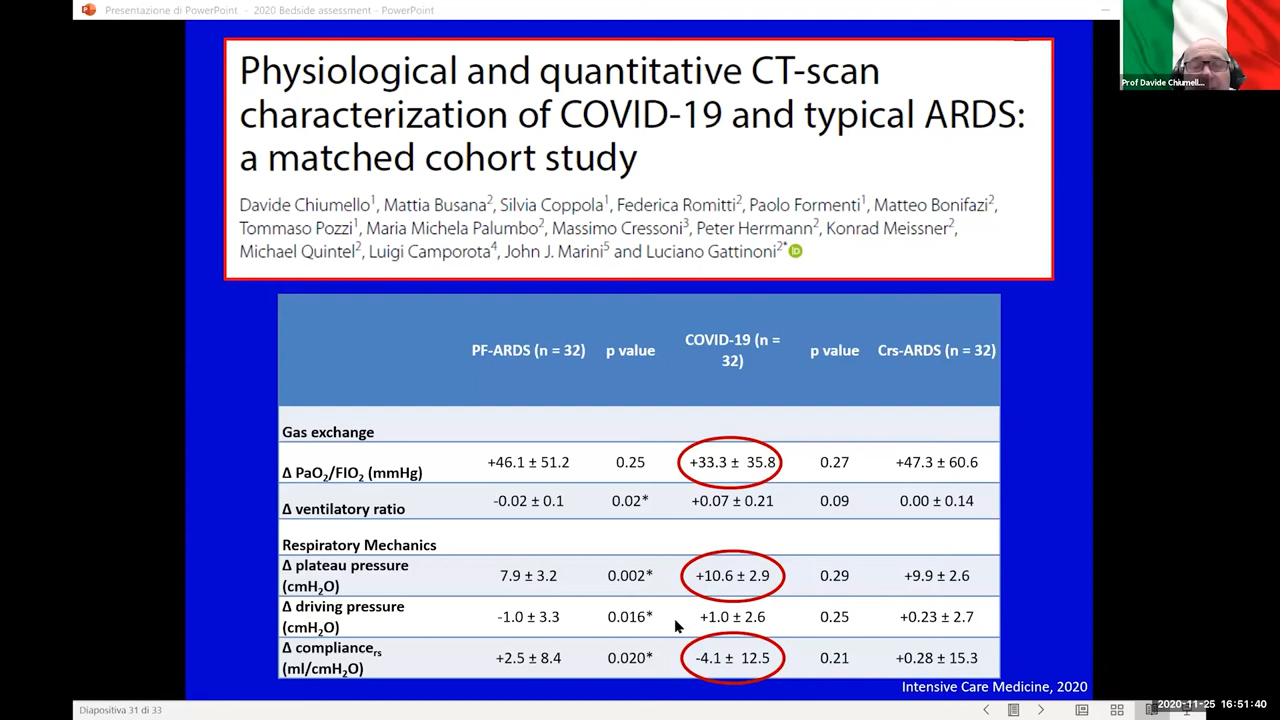 Presentazione di PowerPoint - 2020 Bedside assessment - PowerPoint
Prof Davide Chiumell...
Physiological and quantitative CT-scan
characterization of COVID-19 and typical ARDS:
a matched cohort study
Davide Chiumello1, Mattia Busana2, Silvia Coppola1, Federica Romitti2, Paolo Formenti1, Matteo Bonifazi2,
Tommaso Pozzi1, Maria Michela Palumbo2, Massimo Cressoni3, Peter Herrmann2, Konrad Meissner2,
Michael Quintel2, Luigi Camporota4, John J. Marini5 and Luciano Gattinoni2* iD
PF-ARDS (n = 32) p value COVID-19 (n = 32) p value Crs-ARDS (n = 32)
Gas exchange
Δ PaO2/FIO2 (mmHg) +46.1 ± 51.2 0.25 +33.3 ± 35.8 0.27 +47.3 ± 60.6
Δ ventilatory ratio -0.02 ± 0.1 0.02* +0.07 ± 0.21 0.09 0.00 ± 0.14
Respiratory Mechanics
Δ plateau pressure (cmH2O) 7.9 ± 3.2 0.002* +10.6 ± 2.9 0.29 +9.9 ± 2.6
Δ driving pressure (cmH2O) -1.0 ± 3.3 0.016* +1.0 ± 2.6 0.25 +0.23 ± 2.7
Δ compliancers (ml/cmH2O) +2.5 ± 8.4 0.020* -4.1 ± 12.5 0.21 +0.28 ± 15.3
Intensive Care Medicine, 2020
Diapositiva 31 di 33
2020-11-25 16:51:40